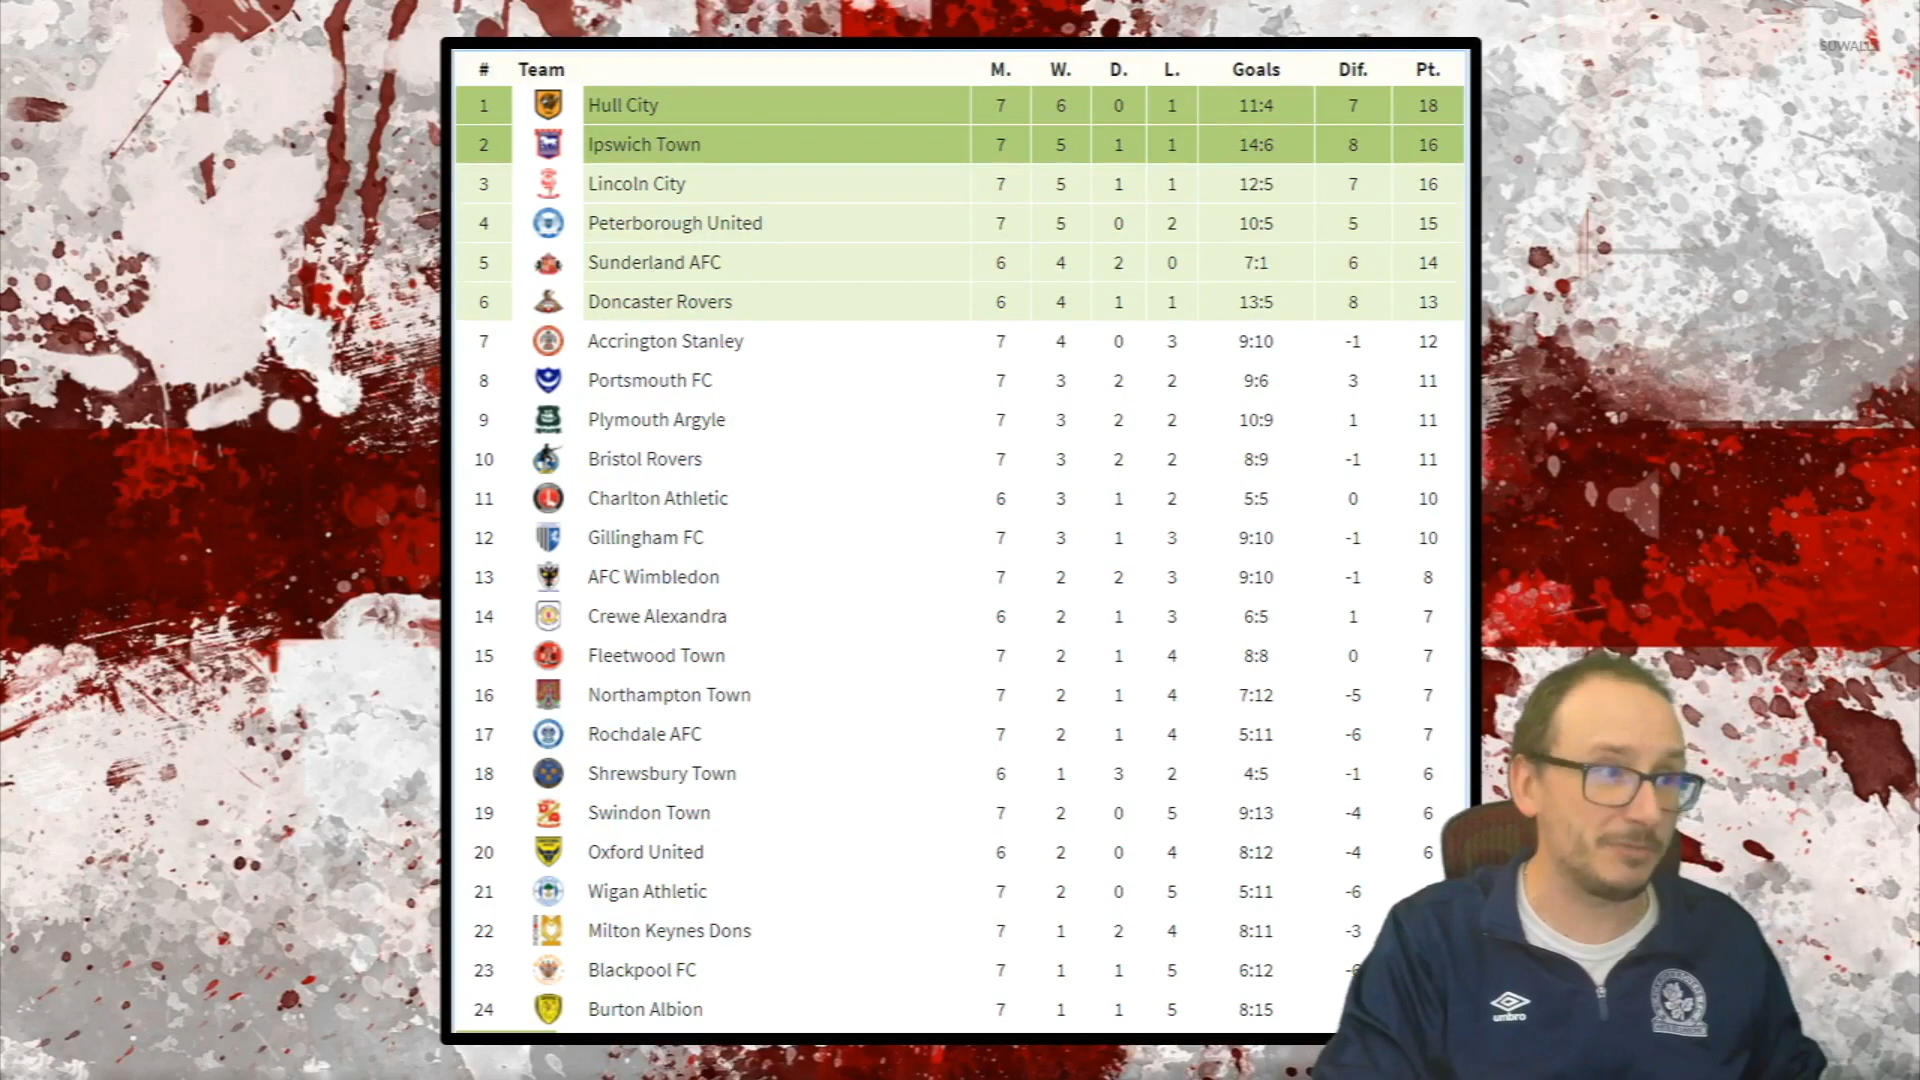 SUWALL
# Team M. W. D. L. Goals Dif. Pt.
1 Hull City 7 6 0 1 11:4 7 18
2 Ipswich Town 7 5 1 1 14:6 8 16
3 Lincoln City 7 5 1 1 12:5 7 16
4 Peterborough United 7 5 0 2 10:5 5 15
5 Sunderland AFC 6 4 2 0 7:1 6 14
6 Doncaster Rovers 6 4 1 1 13:5 8 13
7 Accrington Stanley 7 4 0 3 9:10 -1 12
8 Portsmouth FC 7 3 2 2 9:6 3 11
9 Plymouth Argyle 7 3 2 2 10:9 1 11
10 Bristol Rovers 7 3 2 2 8:9 -1 11
11 Charlton Athletic 6 3 1 2 5:5 0 10
12 Gillingham FC 7 3 1 3 9:10 -1 10
13 AFC Wimbledon 7 2 2 3 9:10 -1 8
14 Crewe Alexandra 6 2 1 3 6:5 1 7
15 Fleetwood Town 7 2 1 4 8:8 0 7
16 Northampton Town 7 2 1 4 7:12 -5 7
17 Rochdale AFC 7 2 1 4 5:11 -6 7
18 Shrewsbury Town 6 1 3 2 4:5 -1 6
19 Swindon Town 7 2 0 5 9:13 -4 6
20 Oxford United 6 2 0 4 8:12 -4 6
21 Wigan Athletic 7 2 0 5 5:11 -6
22 Milton Keynes Dons 7 1 2 4 8:11 -3
23 Blackpool FC 7 1 1 5 6:12 -6
24 Burton Albion 7 1 1 5 8:15
umbro